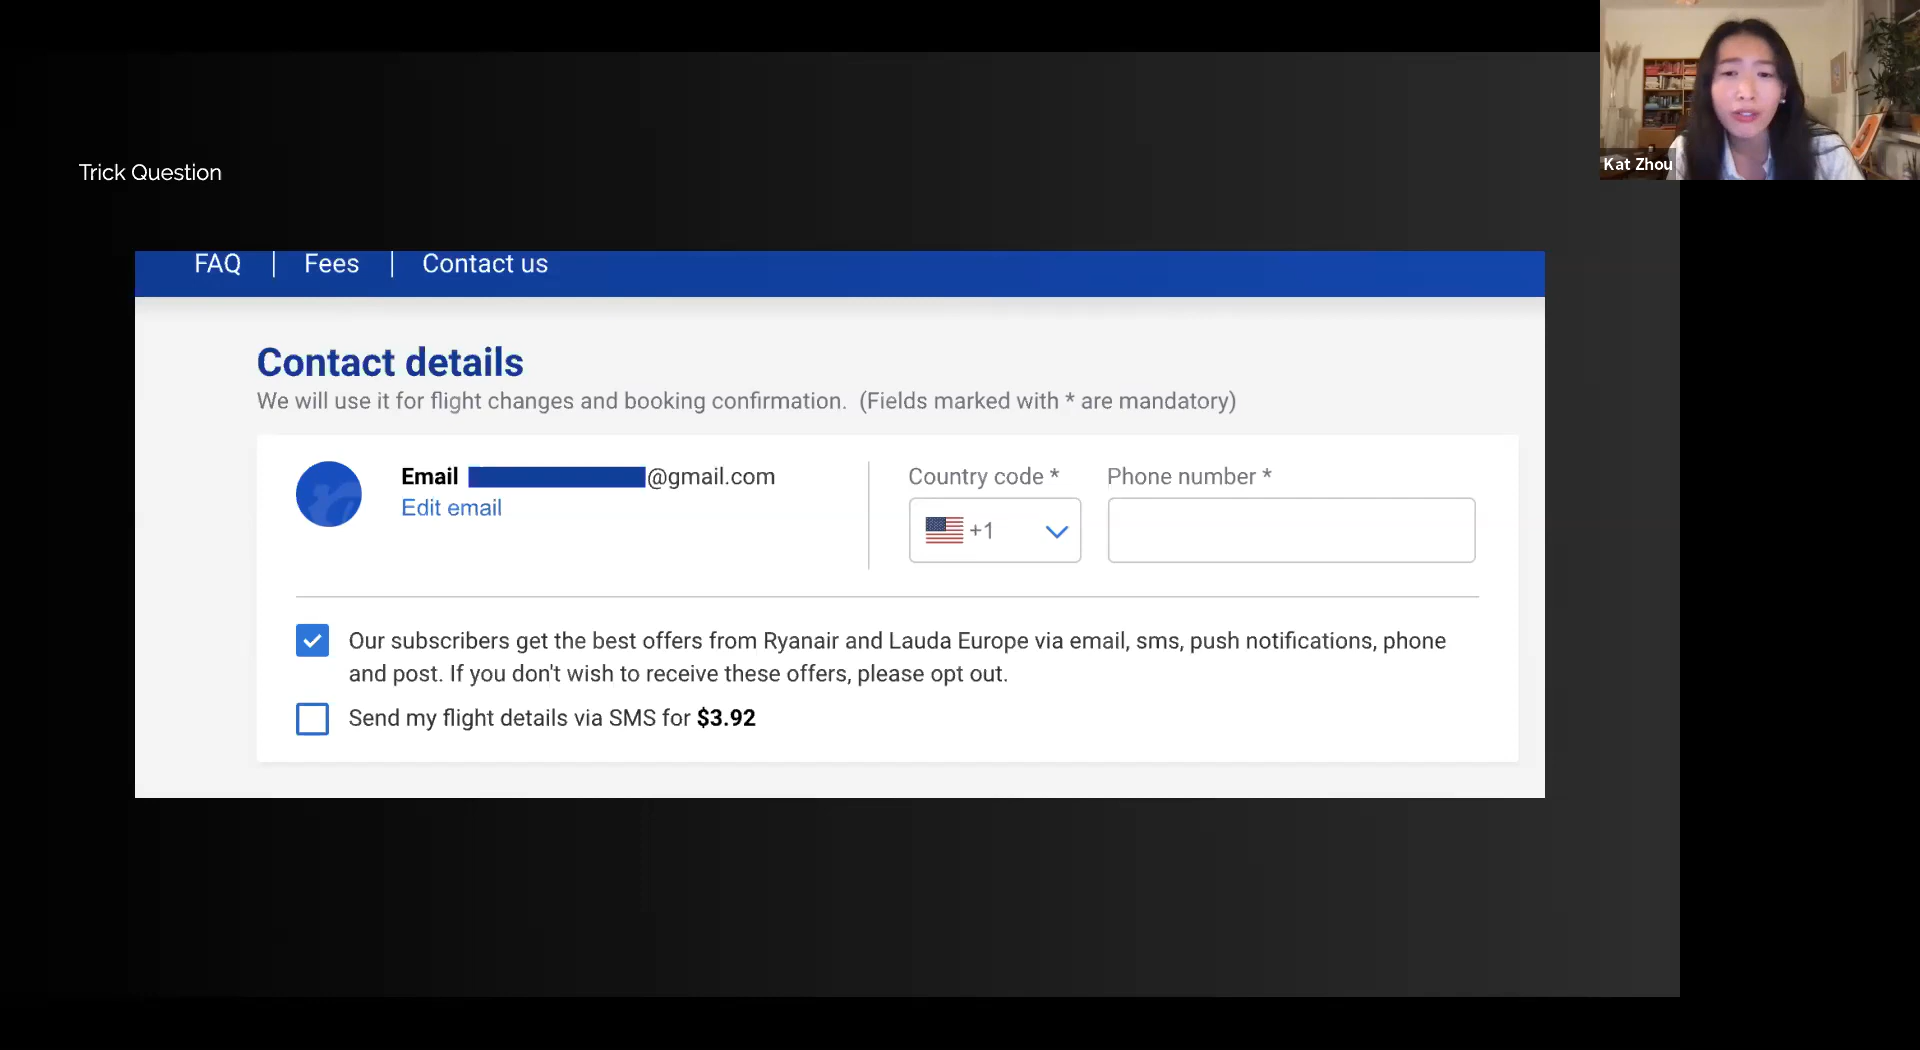 Kat Zhou
Trick Question
FAQ | Fees | Contact us
Contact details
We will use it for flight changes and booking confirmation. (Fields marked with * are mandatory)
Email @gmail.com
Edit email
Country code *
+1
Phone number *
Our subscribers get the best offers from Ryanair and Lauda Europe via email, sms, push notifications, phone
and post. If you don't wish to receive these offers, please opt out.
Send my flight details via SMS for $3.92